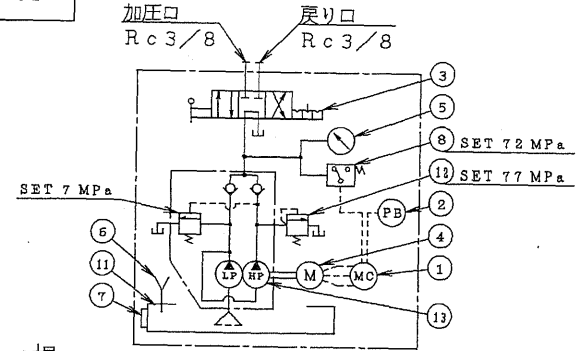 加圧口
戻り口
Rc3/8
Rc3/8
3
5
8
SET 72 MPa
12
SET 77 MPa
SET 7 MPa
2
PB
6
4
11
LP
HP
M
MC
1
7
13